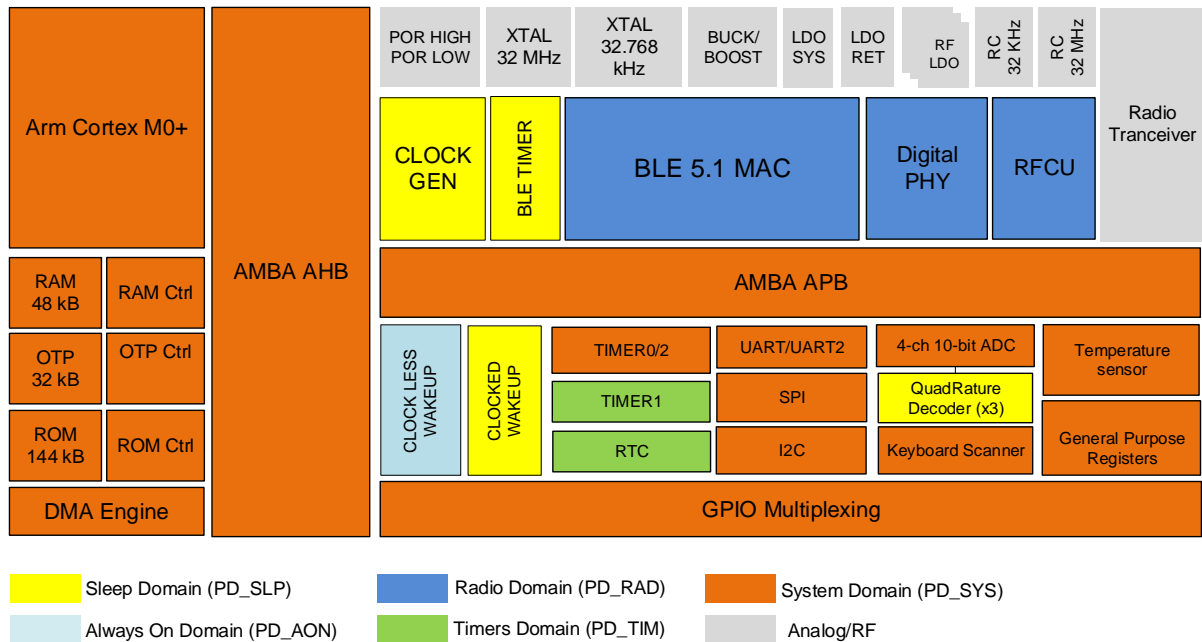 POR HIGH
POR LOW
XTAL
32 MHz
XTAL
32.768
kHz
BUCK/
BOOST
LDO
SYS
LDO
RET
RF
LDO
RC
32 KHz
RC
32 MHz
Radio
Tranceiver
Arm Cortex M0+
AMBA AHB
CLOCK
GEN
BLE TIMER
BLE 5.1 MAC
Digital
PHY
RFCU
AMBA APB
RAM
48 kB
RAM Ctrl
OTP
32 kB
OTP Ctrl
ROM
144 kB
ROM Ctrl
DMA Engine
CLOCK LESS
WAKEUP
CLOCKED
WAKEUP
TIMER0/2
TIMER1
RTC
UART/UART2
SPI
I2C
4-ch 10-bit ADC
QuadRature
Decoder (x3)
Keyboard Scanner
Temperature
sensor
General Purpose
Registers
GPIO Multiplexing
Sleep Domain (PD_SLP)
Radio Domain (PD_RAD)
System Domain (PD_SYS)
Always On Domain (PD_AON)
Timers Domain (PD_TIM)
Analog/RF